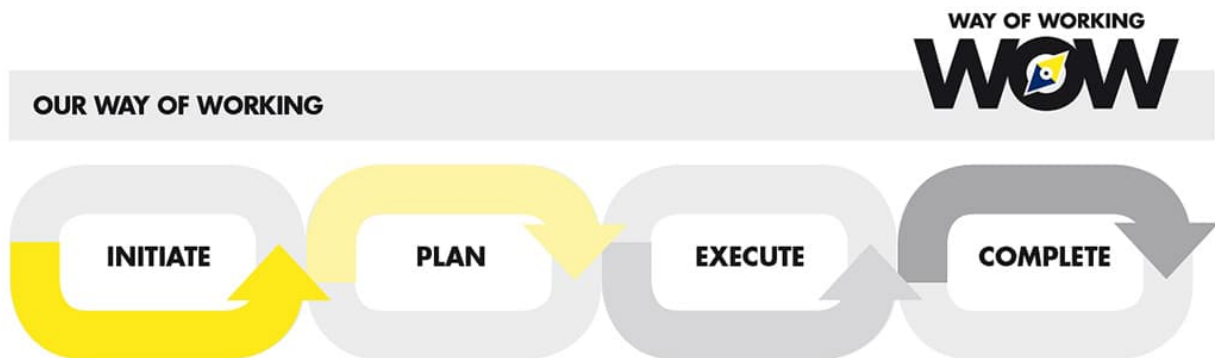 WAY OF WORKING
WOW
OUR WAY OF WORKING
INITIATE
PLAN
EXECUTE
COMPLETE